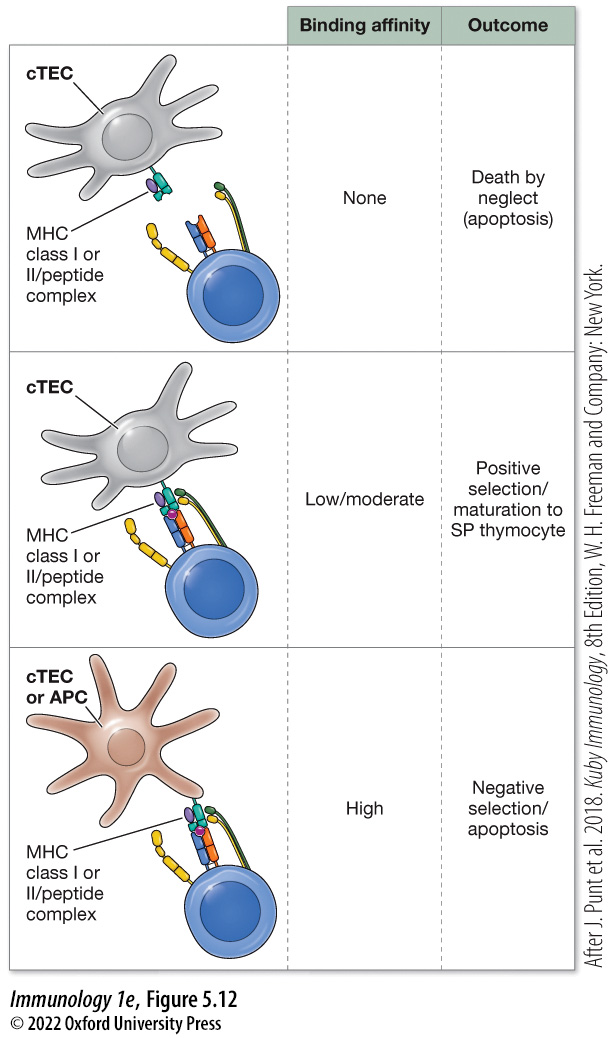 Binding affinity
Outcome
cTEC
MHC
class I or
II/peptide
complex
None
Death by
neglect
(apoptosis)
cTEC
MHC
class I or
II/peptide
complex
Low/moderate
Positive
selection/
maturation to
SP thymocyte
cTEC
or APC
MHC
class I or
II/peptide
complex
High
Negative
selection/
apoptosis
After J. Punt et al. 2018. Kuby Immunology, 8th Edition, W. H. Freeman and Company: New York.
Immunology 1e, Figure 5.12
© 2022 Oxford University Press